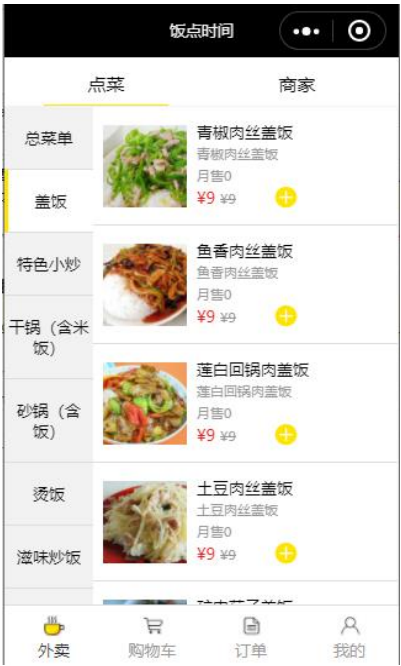 饭点时间
点菜
商家
总菜单
盖饭
特色小炒
干锅（含米
饭）
砂锅（含
饭）
烫饭
滋味炒饭
青椒肉丝盖饭
青椒肉丝盖饭
月售0
¥9 ¥9
鱼香肉丝盖饭
鱼香肉丝盖饭
月售0
¥9 ¥9
莲白回锅肉盖饭
莲白回锅肉盖饭
月售0
¥9 ¥9
土豆肉丝盖饭
土豆肉丝盖饭
月售0
¥9 ¥9
外卖
购物车
订单
我的